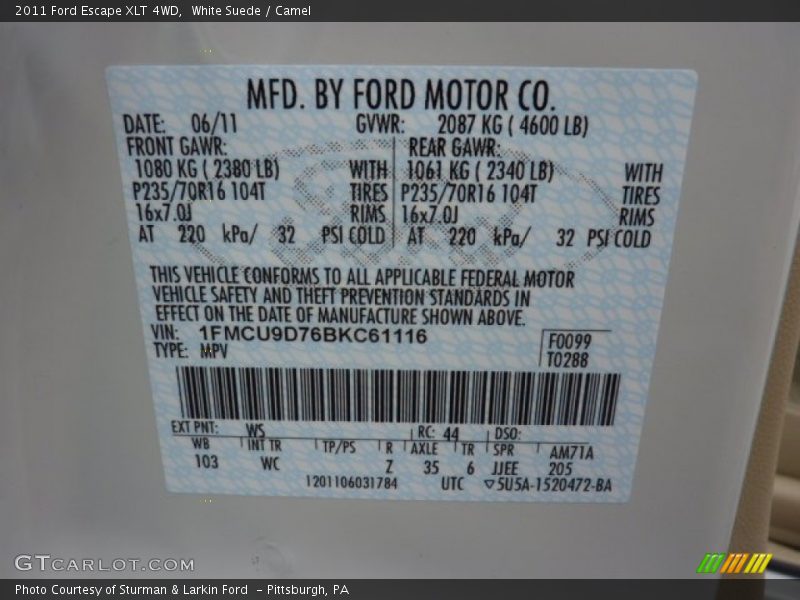 2011 Ford Escape XLT 4WD, White Suede / Camel
MFD. BY FORD MOTOR CO.
DATE: 06/11 GVWR: 2087 KG ( 4600 LB)
FRONT GAWR: REAR GAWR:
1080 KG ( 2380 LB) WITH 1061 KG ( 2340 LB) WITH
P235/70R16 104T TIRES P235/70R16 104T TIRES
16x7.0J RIMS 16x7.0J RIMS
AT 220 kPa/ 32 PSI COLD AT 220 kPa/ 32 PSI COLD
THIS VEHICLE CONFORMS TO ALL APPLICABLE FEDERAL MOTOR
VEHICLE SAFETY AND THEFT PREVENTION STANDARDS IN
EFFECT ON THE DATE OF MANUFACTURE SHOWN ABOVE.
VIN: 1FMCU9D76BKC61116 F0099
TYPE: MPV T0288
EXT PNT: WS RC: 44 DSO:
WB INT TR TP/PS R AXLE TR SPR AM71A
103 WC Z 35 6 JJEE 205
1201106031784 UTC ▽5U5A-1520472-BA
GTCARLOT.COM
Photo Courtesy of Sturman & Larkin Ford - Pittsburgh, PA